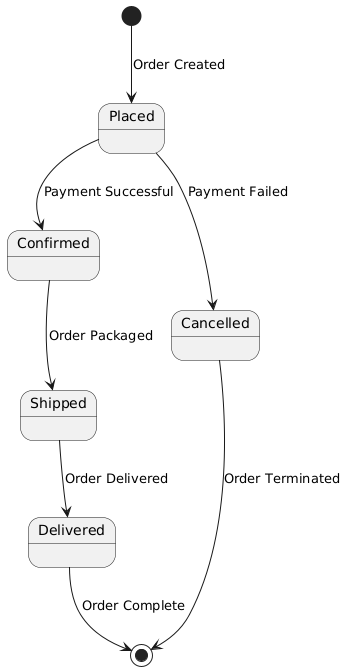 Order Created
Placed
Payment Successful
Payment Failed
Confirmed
Cancelled
Order Packaged
Shipped
Order Delivered
Order Terminated
Delivered
Order Complete